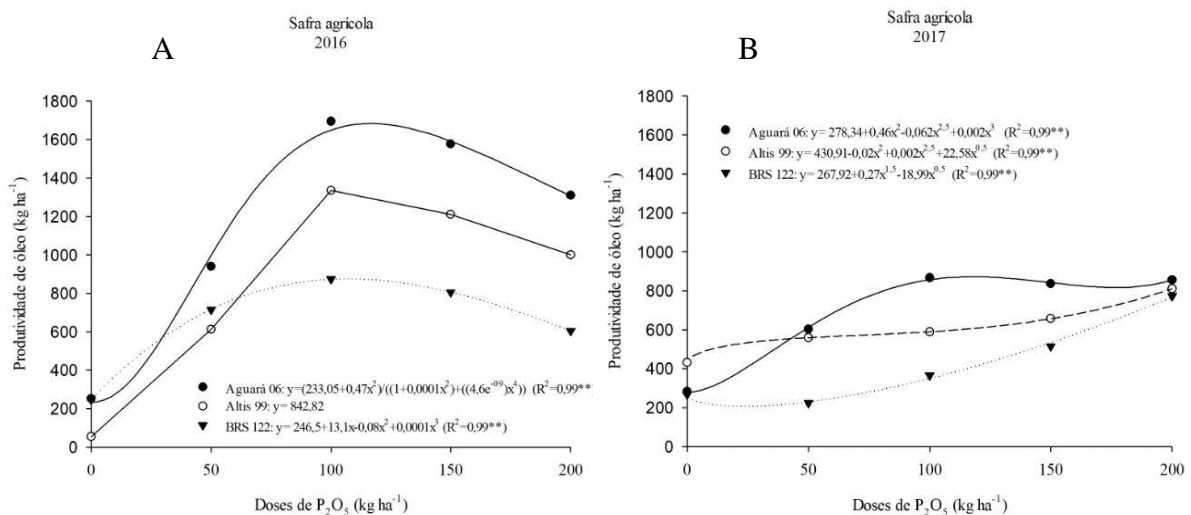 Safra agrícola
2016
A
Produtividade de óleo (kg ha⁻¹)
1800
1600
1400
1200
1000
800
600
400
200
0
Aguará 06: y=(233,05+0,47x²)/((1+0,0001x²)+((4,6e⁻⁰⁹)x⁴)) (R²=0,99**)
Altis 99: y= 842,82
BRS 122: y= 246,5+13,1x-0,08x²+0,0001x³ (R²=0,99**)
0 50 100 150 200
Doses de P₂O₅ (kg ha⁻¹)
Safra agrícola
2017
B
Produtividade de óleo (kg ha⁻¹)
1800
1600
1400
1200
1000
800
600
400
200
0
Aguará 06: y= 278,34+0,46x²-0,062x²˒⁵+0,002x³ (R²=0,99**)
Altis 99: y= 430,91-0,02x²+0,002x²˒⁵+22,58x⁰˒⁵ (R²=0,99**)
BRS 122: y= 267,92+0,27x¹˒⁵-18,99x⁰˒⁵ (R²=0,99**)
0 50 100 150 200
Doses de P₂O₅ (kg ha⁻¹)